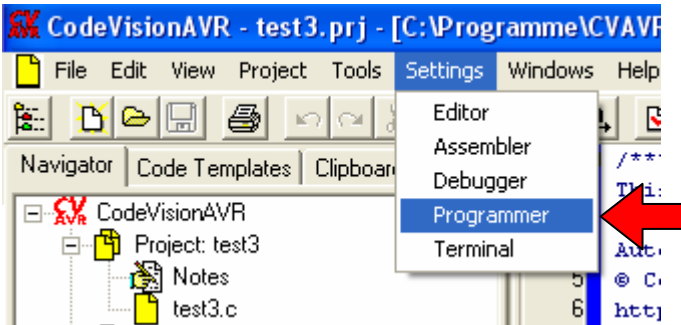 CodeVisionAVR - test3.prj - [C:\Programme\CVAVR
File Edit View Project Tools Settings Windows Help
Editor
Assembler
Debugger
Programmer
Terminal
Navigator Code Templates
CodeVisionAVR
Project: test3
Notes
test3.c
/**
5 ©
6